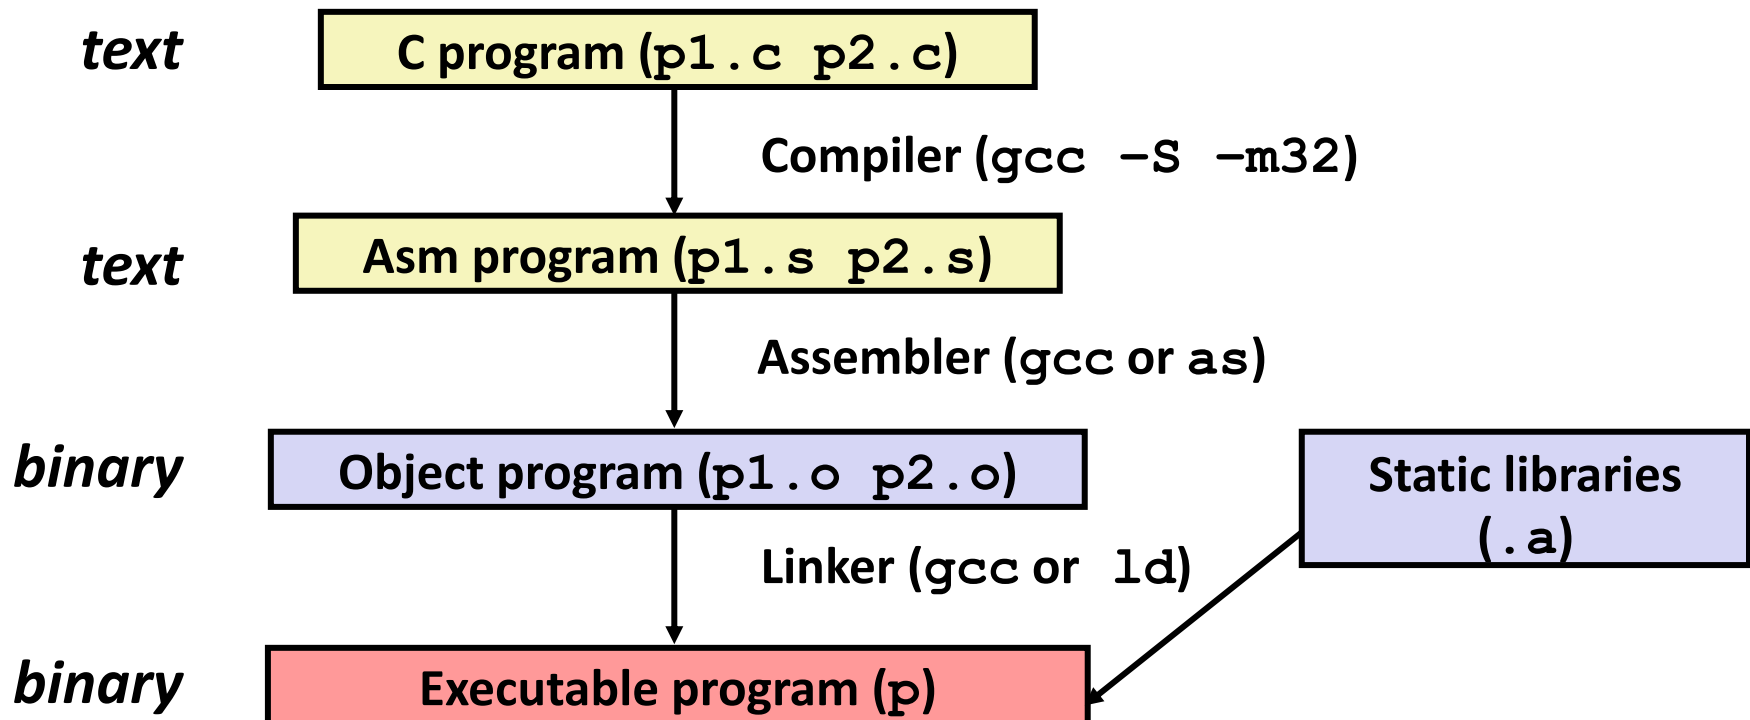 text
C program (p1.c p2.c)
Compiler (gcc –S –m32)
text
Asm program (p1.s p2.s)
Assembler (gcc or as)
binary
Object program (p1.o p2.o)
Static libraries
(.a)
Linker (gcc or ld)
binary
Executable program (p)